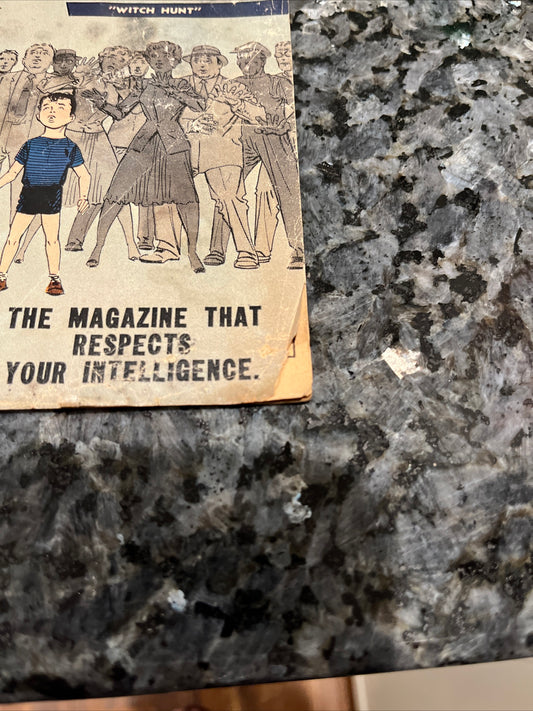 "WITCH HUNT"
THE MAGAZINE THAT
RESPECTS
YOUR INTELLIGENCE.